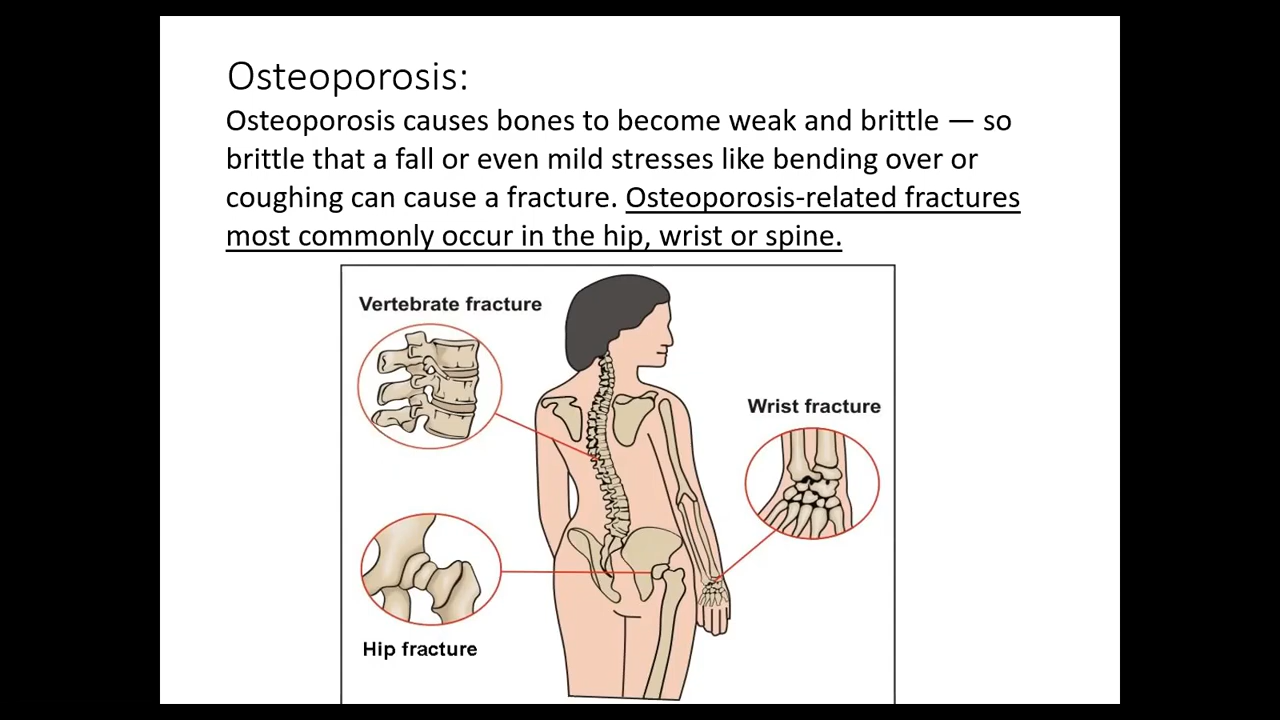 Osteoporosis:
Osteoporosis causes bones to become weak and brittle — so
brittle that a fall or even mild stresses like bending over or
coughing can cause a fracture. Osteoporosis-related fractures
most commonly occur in the hip, wrist or spine.
Vertebrate fracture
Wrist fracture
Hip fracture